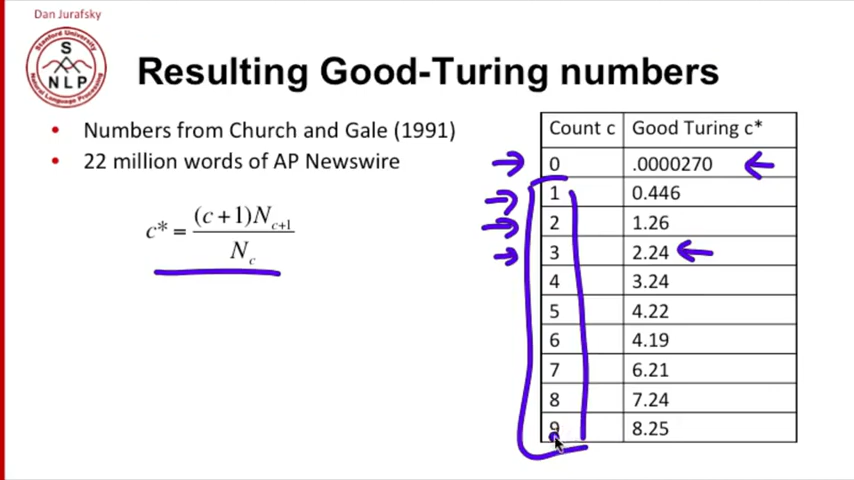 Dan Jurafsky
Stanford University
S
NLP
Natural Language Processing
Resulting Good-Turing numbers
• Numbers from Church and Gale (1991)
• 22 million words of AP Newswire
c* = (c+1)N_{c+1} / N_c
Count c Good Turing c*
0 .0000270
1 0.446
2 1.26
3 2.24
4 3.24
5 4.22
6 4.19
7 6.21
8 7.24
9 8.25